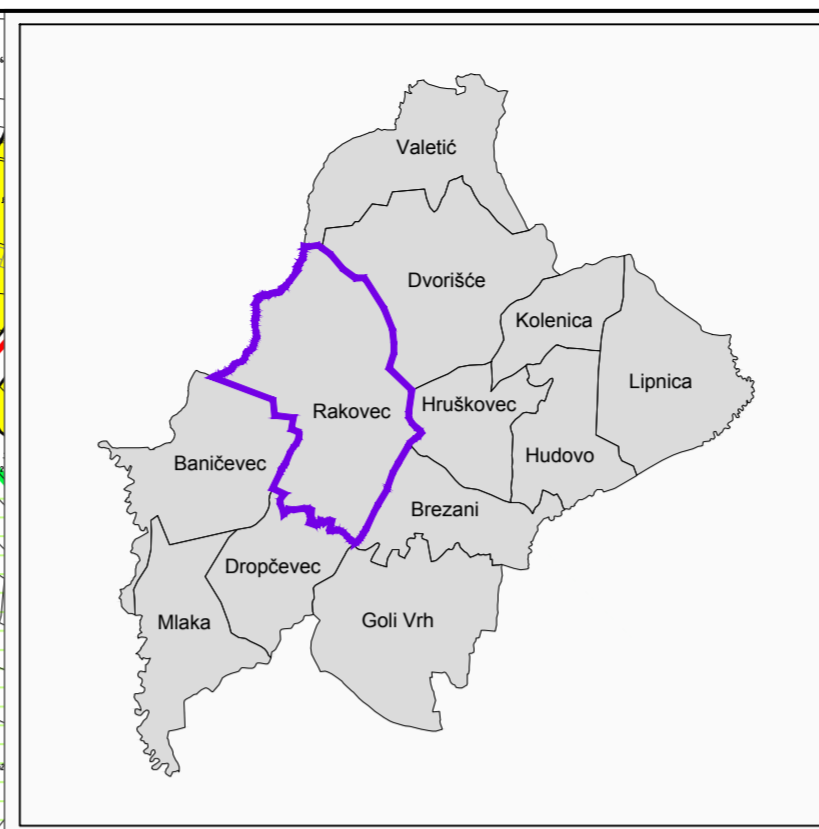 Valetić
Dvorišće
Kolenica
Lipnica
Rakovec
Hruškovec
Hudovo
Baničevec
Brezani
Dropčevec
Mlaka
Goli Vrh